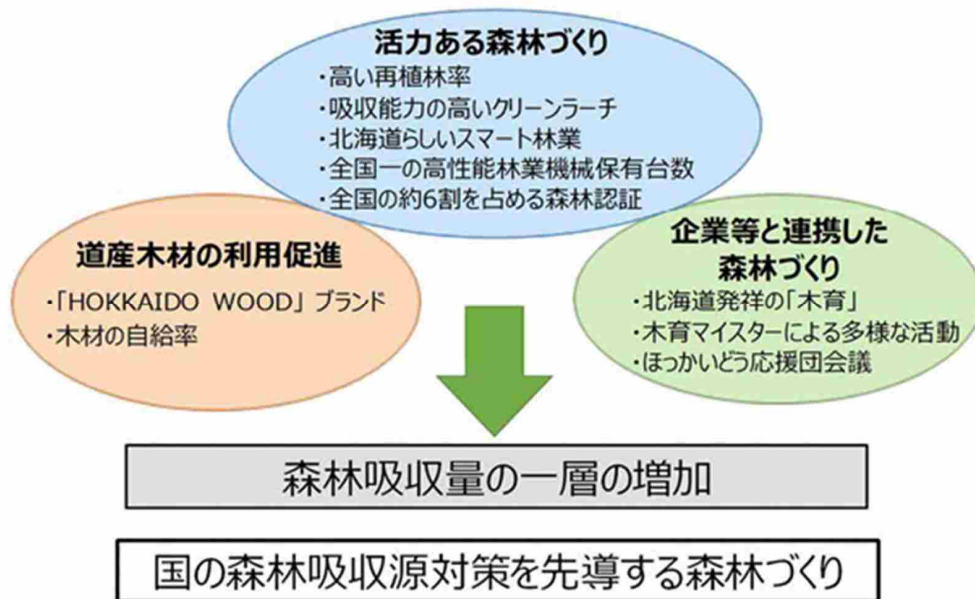 活力ある森林づくり
・高い再植林率
・吸収能力の高いクリーンラーチ
・北海道らしいスマート林業
・全国一の高性能林業機械保有台数
・全国の約6割を占める森林認証
道産木材の利用促進
・「HOKKAIDO WOOD」ブランド
・木材の自給率
企業等と連携した
森林づくり
・北海道発祥の「木育」
・木育マイスターによる多様な活動
・ほっかいどう応援団会議
森林吸収量の一層の増加
国の森林吸収源対策を先導する森林づくり